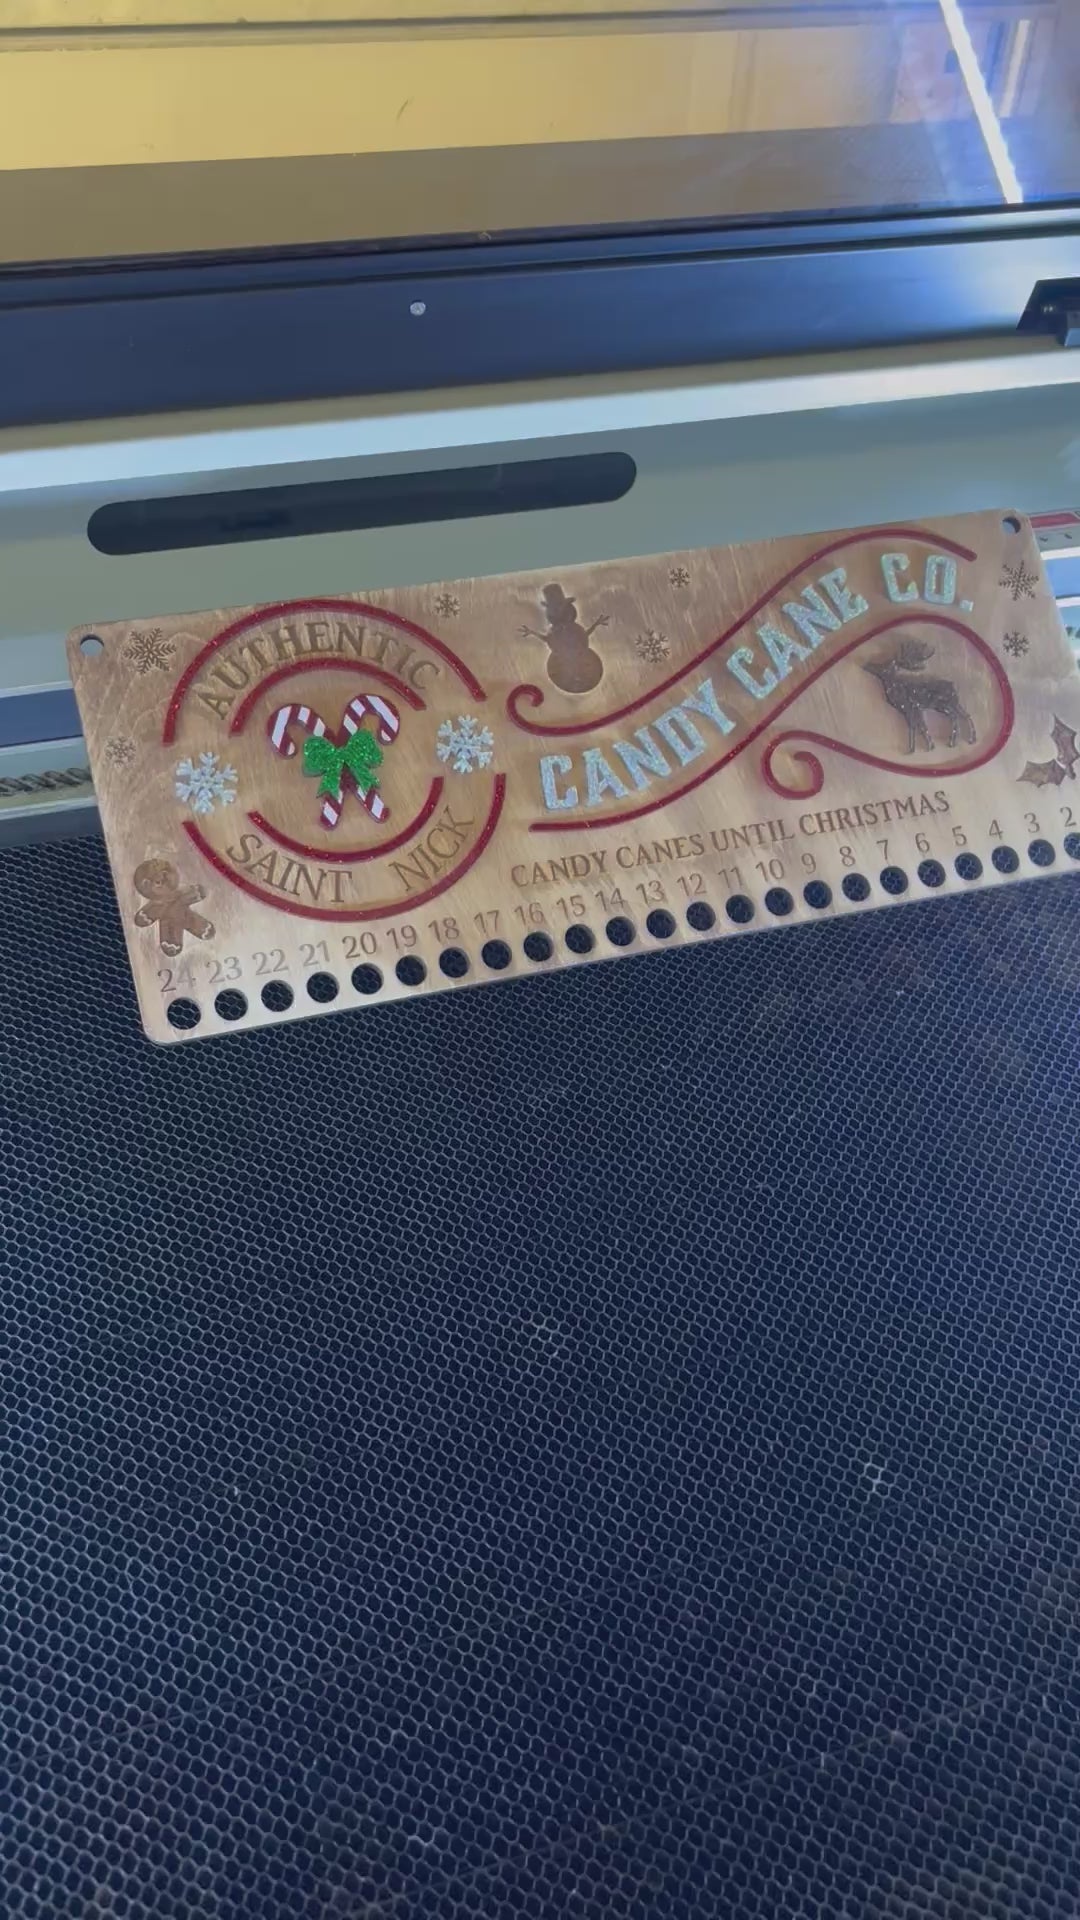 AUTHENTIC
SAINT NICK
CANDY CANE CO.
CANDY CANES UNTIL CHRISTMAS
24 23 22 21 20 19 18 17 16 15 14 13 12 11 10 9 8 7 6 5 4 3 2